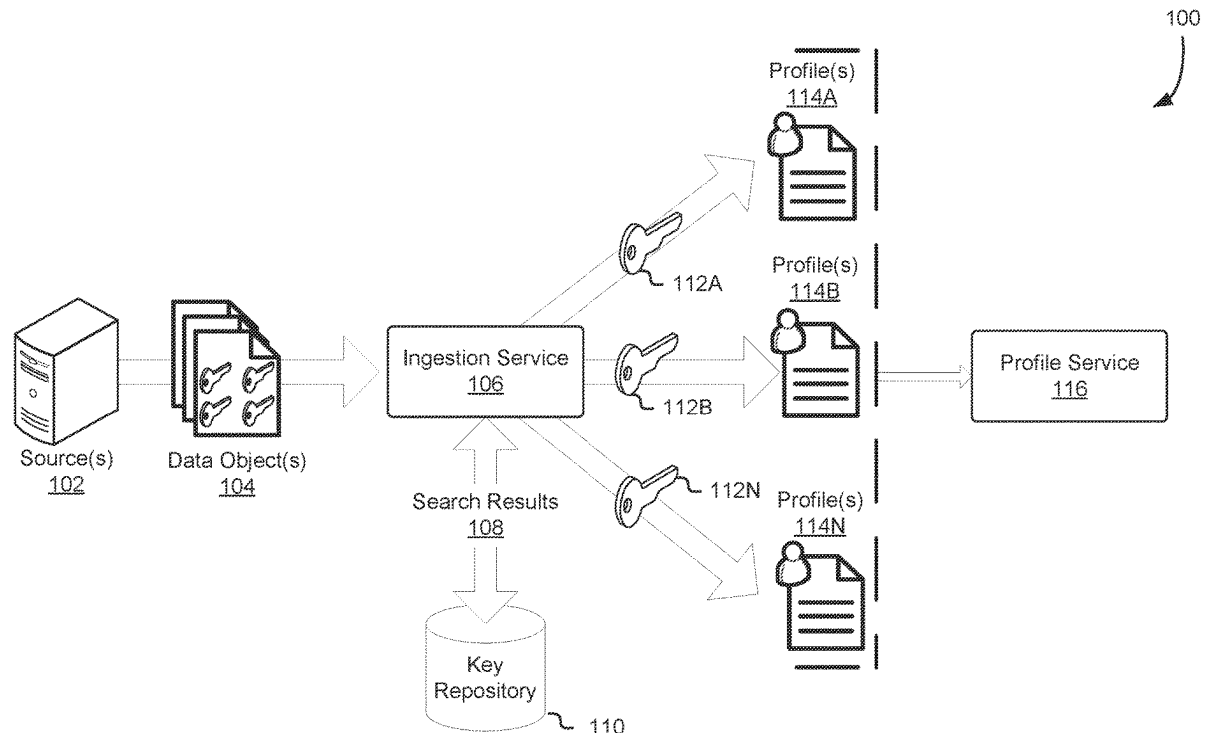 100
Profile(s)
114A
112A
Profile(s)
114B
Ingestion Service
106
112B
Profile Service
116
Source(s)
102
Data Object(s)
104
Search Results
108
112N
Profile(s)
114N
Key
Repository
110